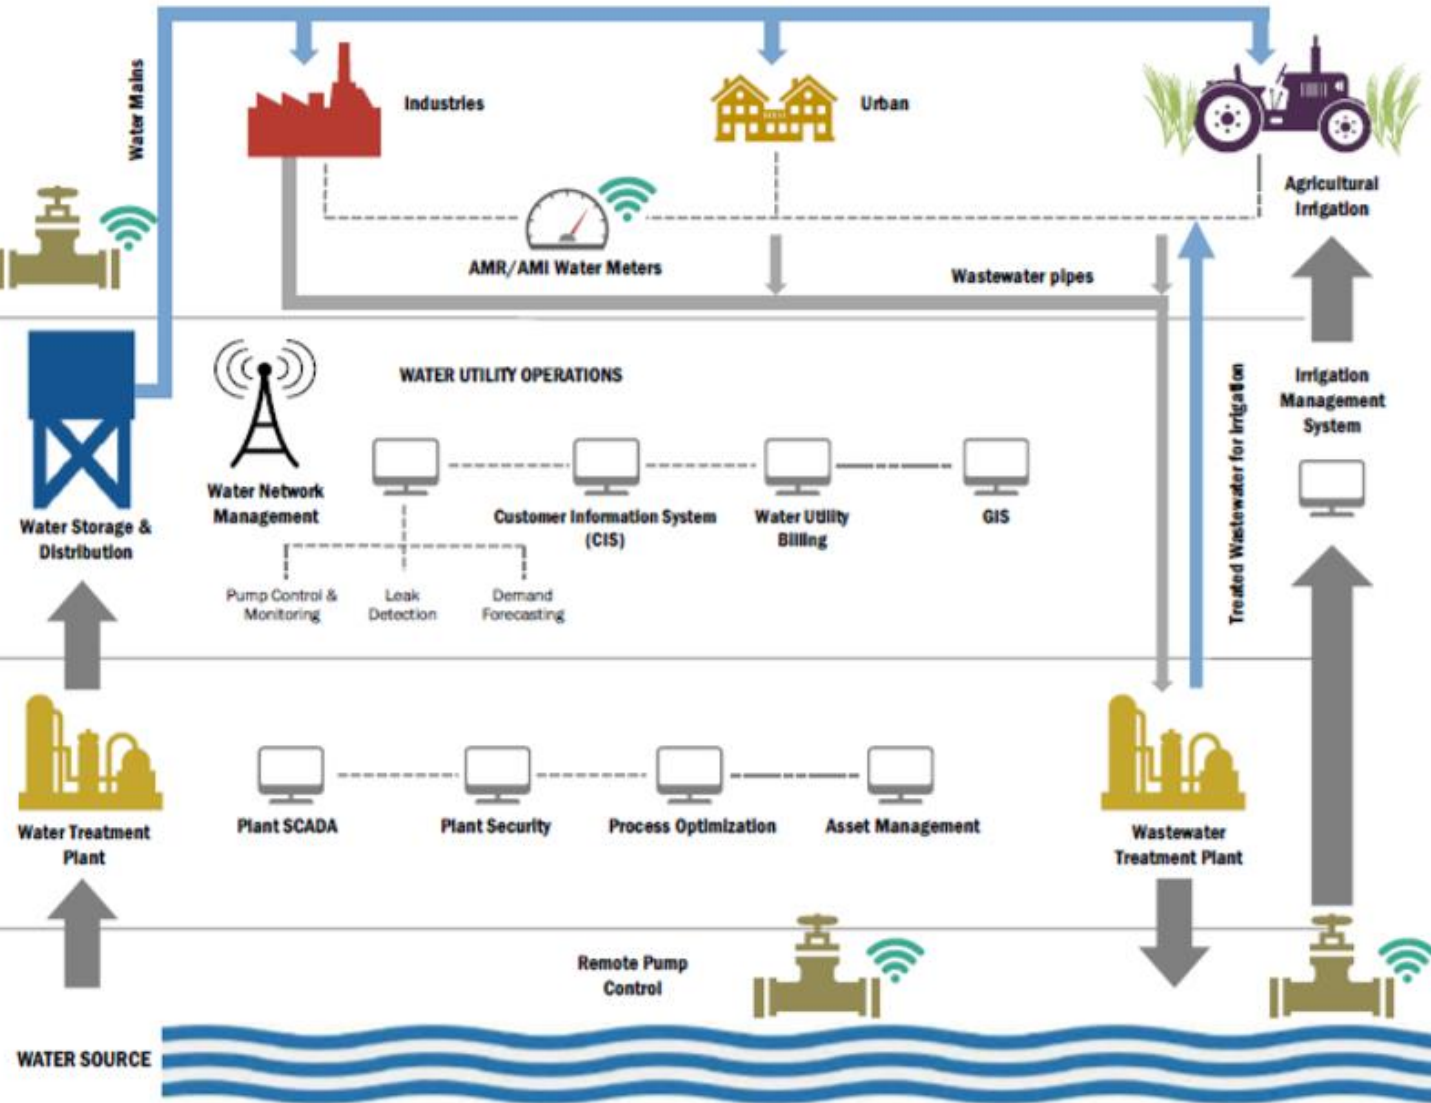 Water Mains
Industries
Urban
Agricultural
Irrigation
AMR/AMI Water Meters
Wastewater pipes
WATER UTILITY OPERATIONS
Water Network
Management
Water Storage &
Distribution
Customer Information System
(CIS)
Water Utility
Billing
GIS
Treated Wastewater for Irrigation
Irrigation
Management
System
Pump Control &
Monitoring
Leak
Detection
Demand
Forecasting
Water Treatment
Plant
Plant SCADA
Plant Security
Process Optimization
Asset Management
Wastewater
Treatment Plant
Remote Pump
Control
WATER SOURCE